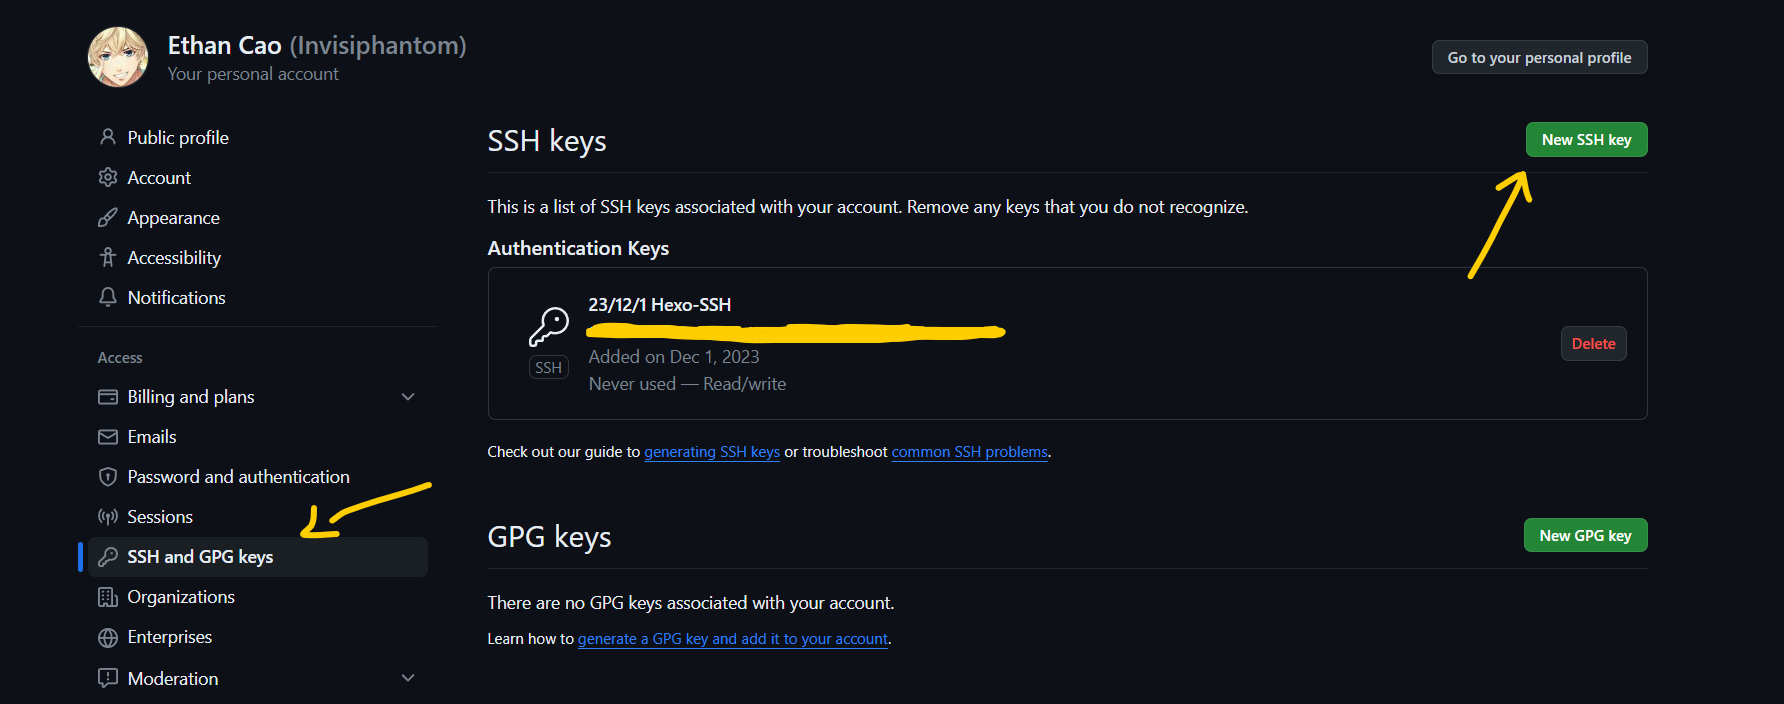 Ethan Cao (Invisiphantom)
Your personal account
Go to your personal profile
Public profile
Account
Appearance
Accessibility
Notifications
Access
Billing and plans
Emails
Password and authentication
Sessions
SSH and GPG keys
Organizations
Enterprises
Moderation
SSH keys
New SSH key
This is a list of SSH keys associated with your account. Remove any keys that you do not recognize.
Authentication Keys
23/12/1 Hexo-SSH
SSH
Added on Dec 1, 2023
Never used — Read/write
Delete
Check out our guide to generating SSH keys or troubleshoot common SSH problems.
GPG keys
New GPG key
There are no GPG keys associated with your account.
Learn how to generate a GPG key and add it to your account.